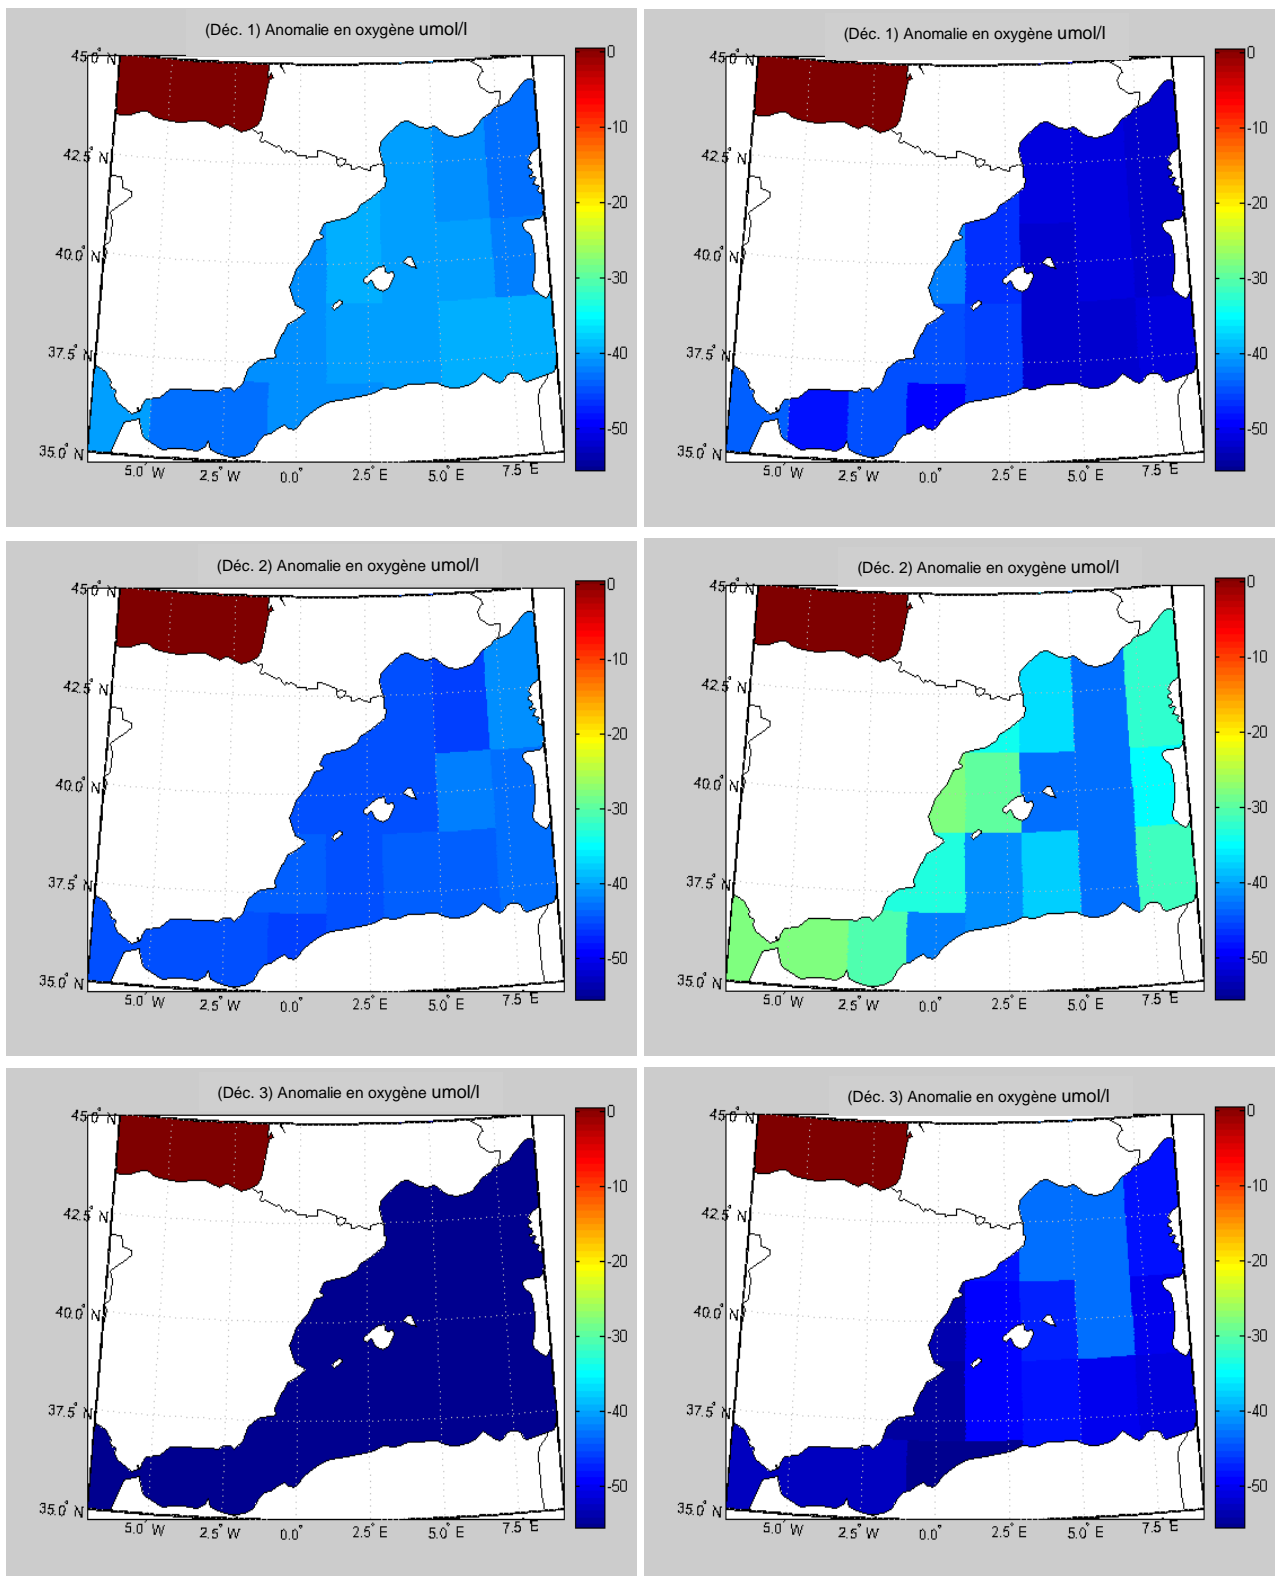 (Déc. 1) Anomalie en oxygène umol/l
45.0° N
42.5° N
40.0° N
37.5° N
35.0° N
5.0° W 2.5° W 0.0° 2.5° E 5.0° E 7.5° E
0
-10
-20
-30
-40
-50
(Déc. 1) Anomalie en oxygène umol/l
45.0° N
42.5° N
40.0° N
37.5° N
35.0° N
5.0° W 2.5° W 0.0° 2.5° E 5.0° E 7.5° E
0
-10
-20
-30
-40
-50
(Déc. 2) Anomalie en oxygène umol/l
45.0° N
42.5° N
40.0° N
37.5° N
35.0° N
5.0° W 2.5° W 0.0° 2.5° E 5.0° E 7.5° E
0
-10
-20
-30
-40
-50
(Déc. 2) Anomalie en oxygène umol/l
45.0° N
42.5° N
40.0° N
37.5° N
35.0° N
5.0° W 2.5° W 0.0° 2.5° E 5.0° E 7.5° E
0
-10
-20
-30
-40
-50
(Déc. 3) Anomalie en oxygène umol/l
45.0° N
42.5° N
40.0° N
37.5° N
35.0° N
5.0° W 2.5° W 0.0° 2.5° E 5.0° E 7.5° E
0
-10
-20
-30
-40
-50
(Déc. 3) Anomalie en oxygène umol/l
45.0° N
42.5° N
40.0° N
37.5° N
35.0° N
5.0° W 2.5° W 0.0° 2.5° E 5.0° E 7.5° E
0
-10
-20
-30
-40
-50